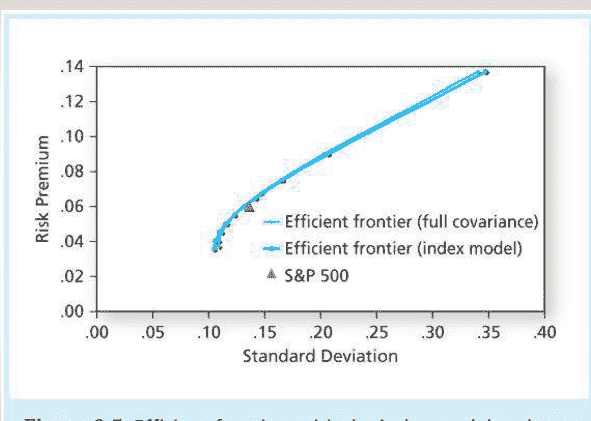 .14
.12
.10
.08
.06
.04
.02
.00
Risk Premium
Efficient frontier (full covariance)
Efficient frontier (index model)
S&P 500
.00 .05 .10 .15 .20 .25 .30 .35 .40
Standard Deviation